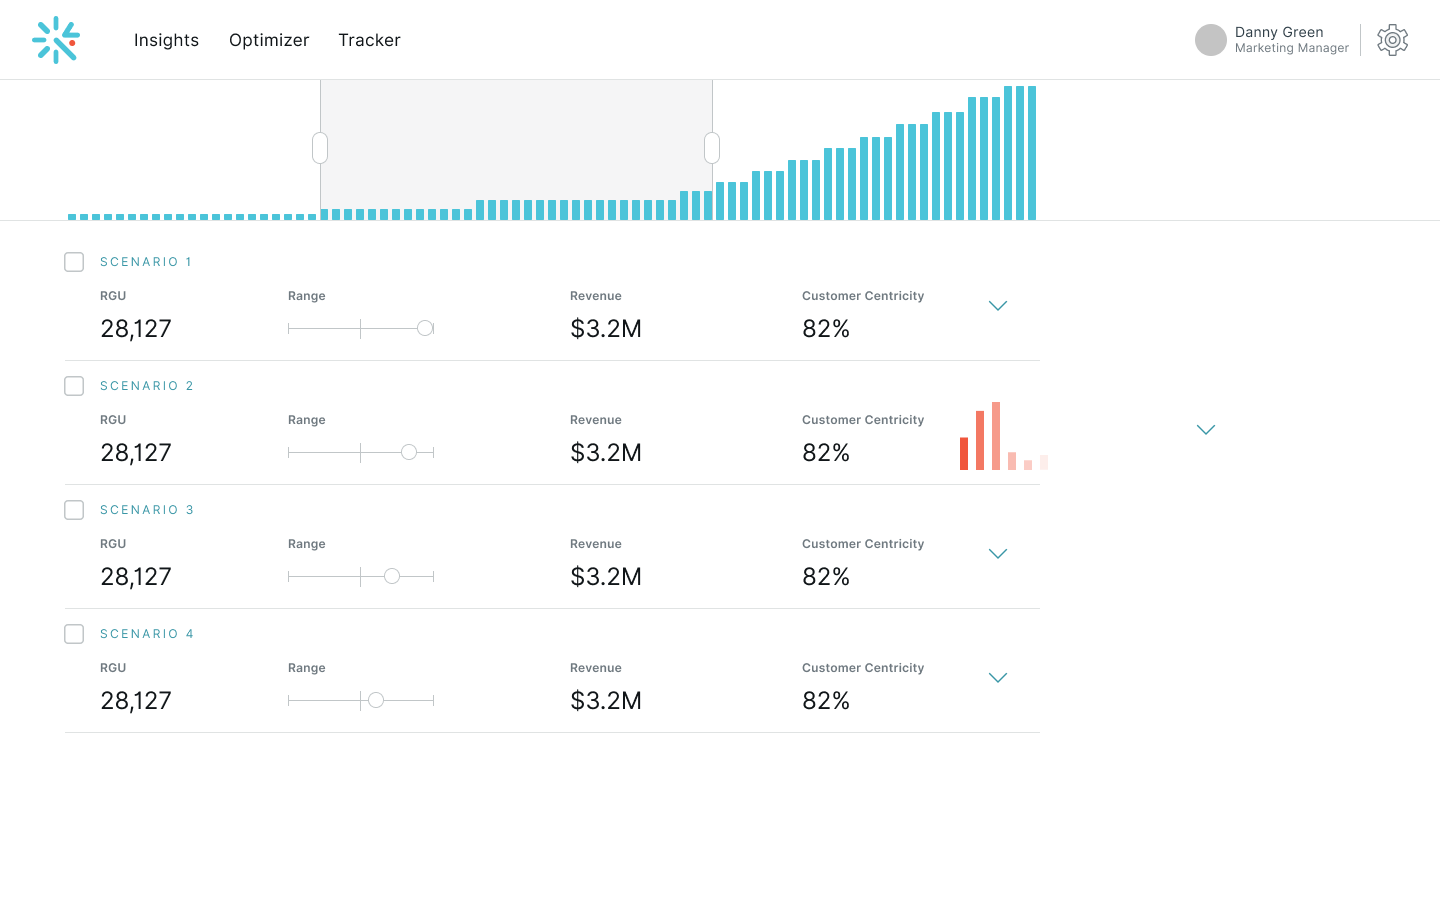 Insights Optimizer Tracker
Danny Green
Marketing Manager
SCENARIO 1
RGU Range Revenue Customer Centricity
28,127 $3.2M 82%
SCENARIO 2
RGU Range Revenue Customer Centricity
28,127 $3.2M 82%
SCENARIO 3
RGU Range Revenue Customer Centricity
28,127 $3.2M 82%
SCENARIO 4
RGU Range Revenue Customer Centricity
28,127 $3.2M 82%